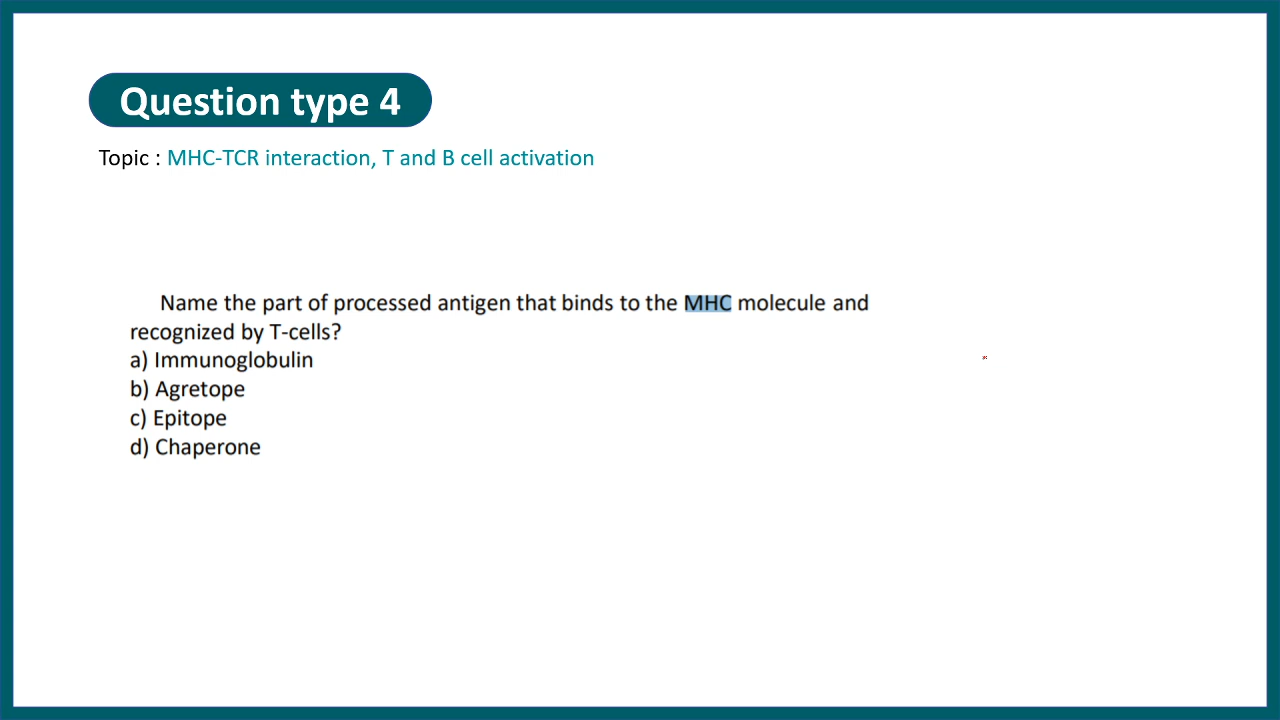 Question type 4
Topic : MHC-TCR interaction, T and B cell activation
Name the part of processed antigen that binds to the MHC molecule and
recognized by T-cells?
a) Immunoglobulin
b) Agretope
c) Epitope
d) Chaperone